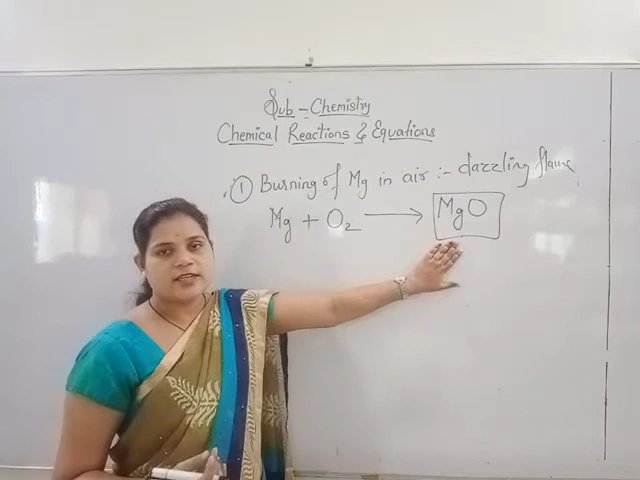 Sub - Chemistry
Chemical Reactions & Equations
① Burning of Mg in air :- dazzling flame
Mg + O₂ ⟶ MgO